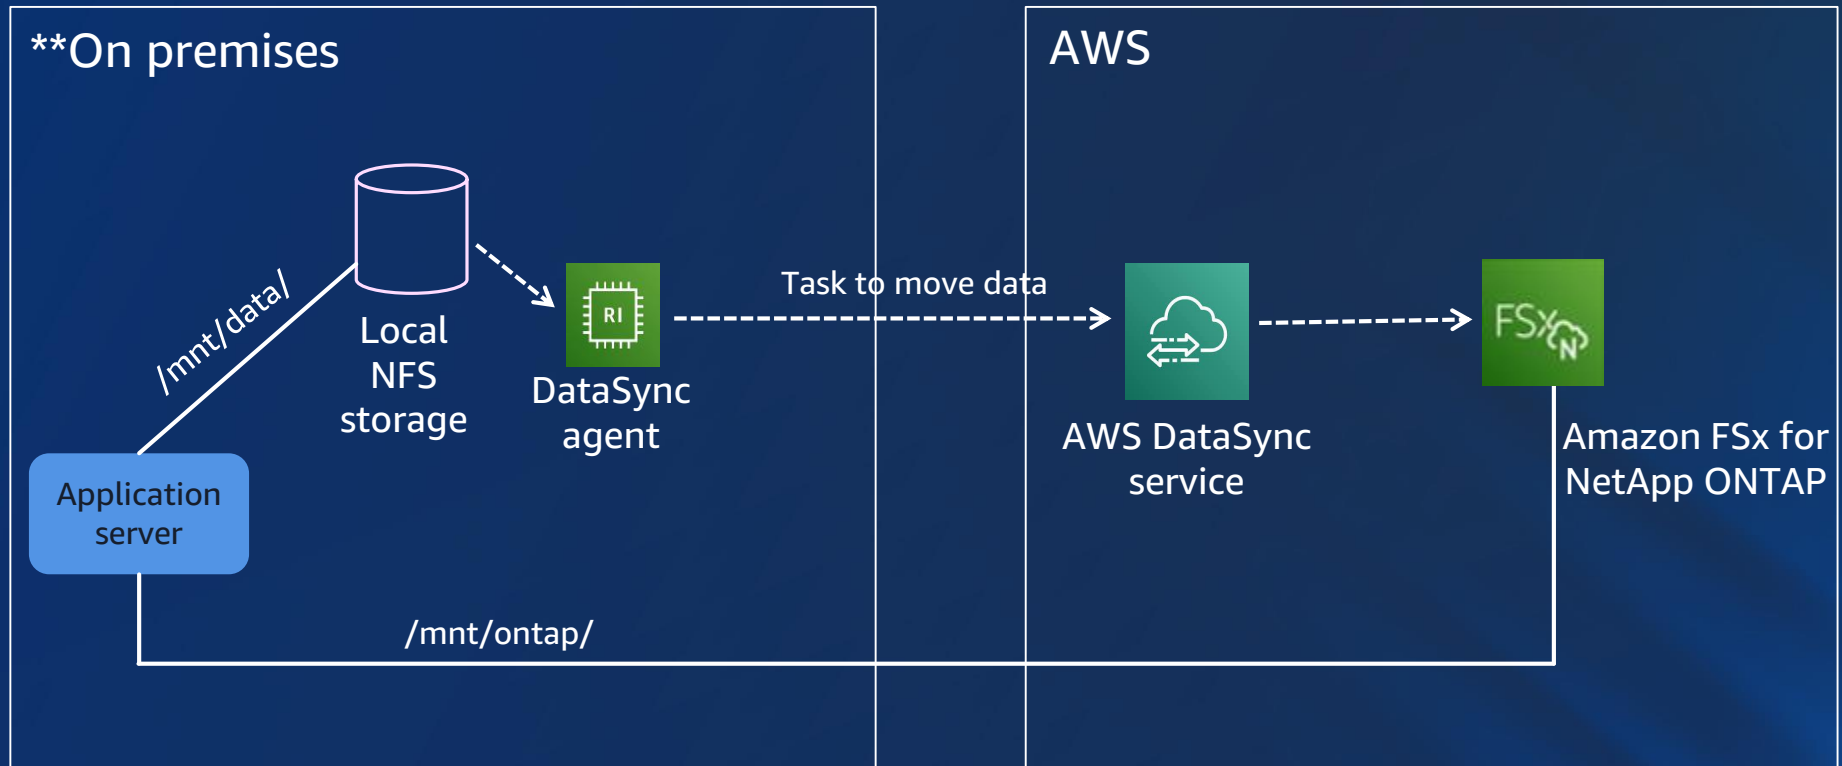 **On premises
AWS
/mnt/data/
Local
NFS
storage
RI
DataSync
agent
Task to move data
AWS DataSync
service
FSx
N
Amazon FSx for
NetApp ONTAP
Application
server
/mnt/ontap/